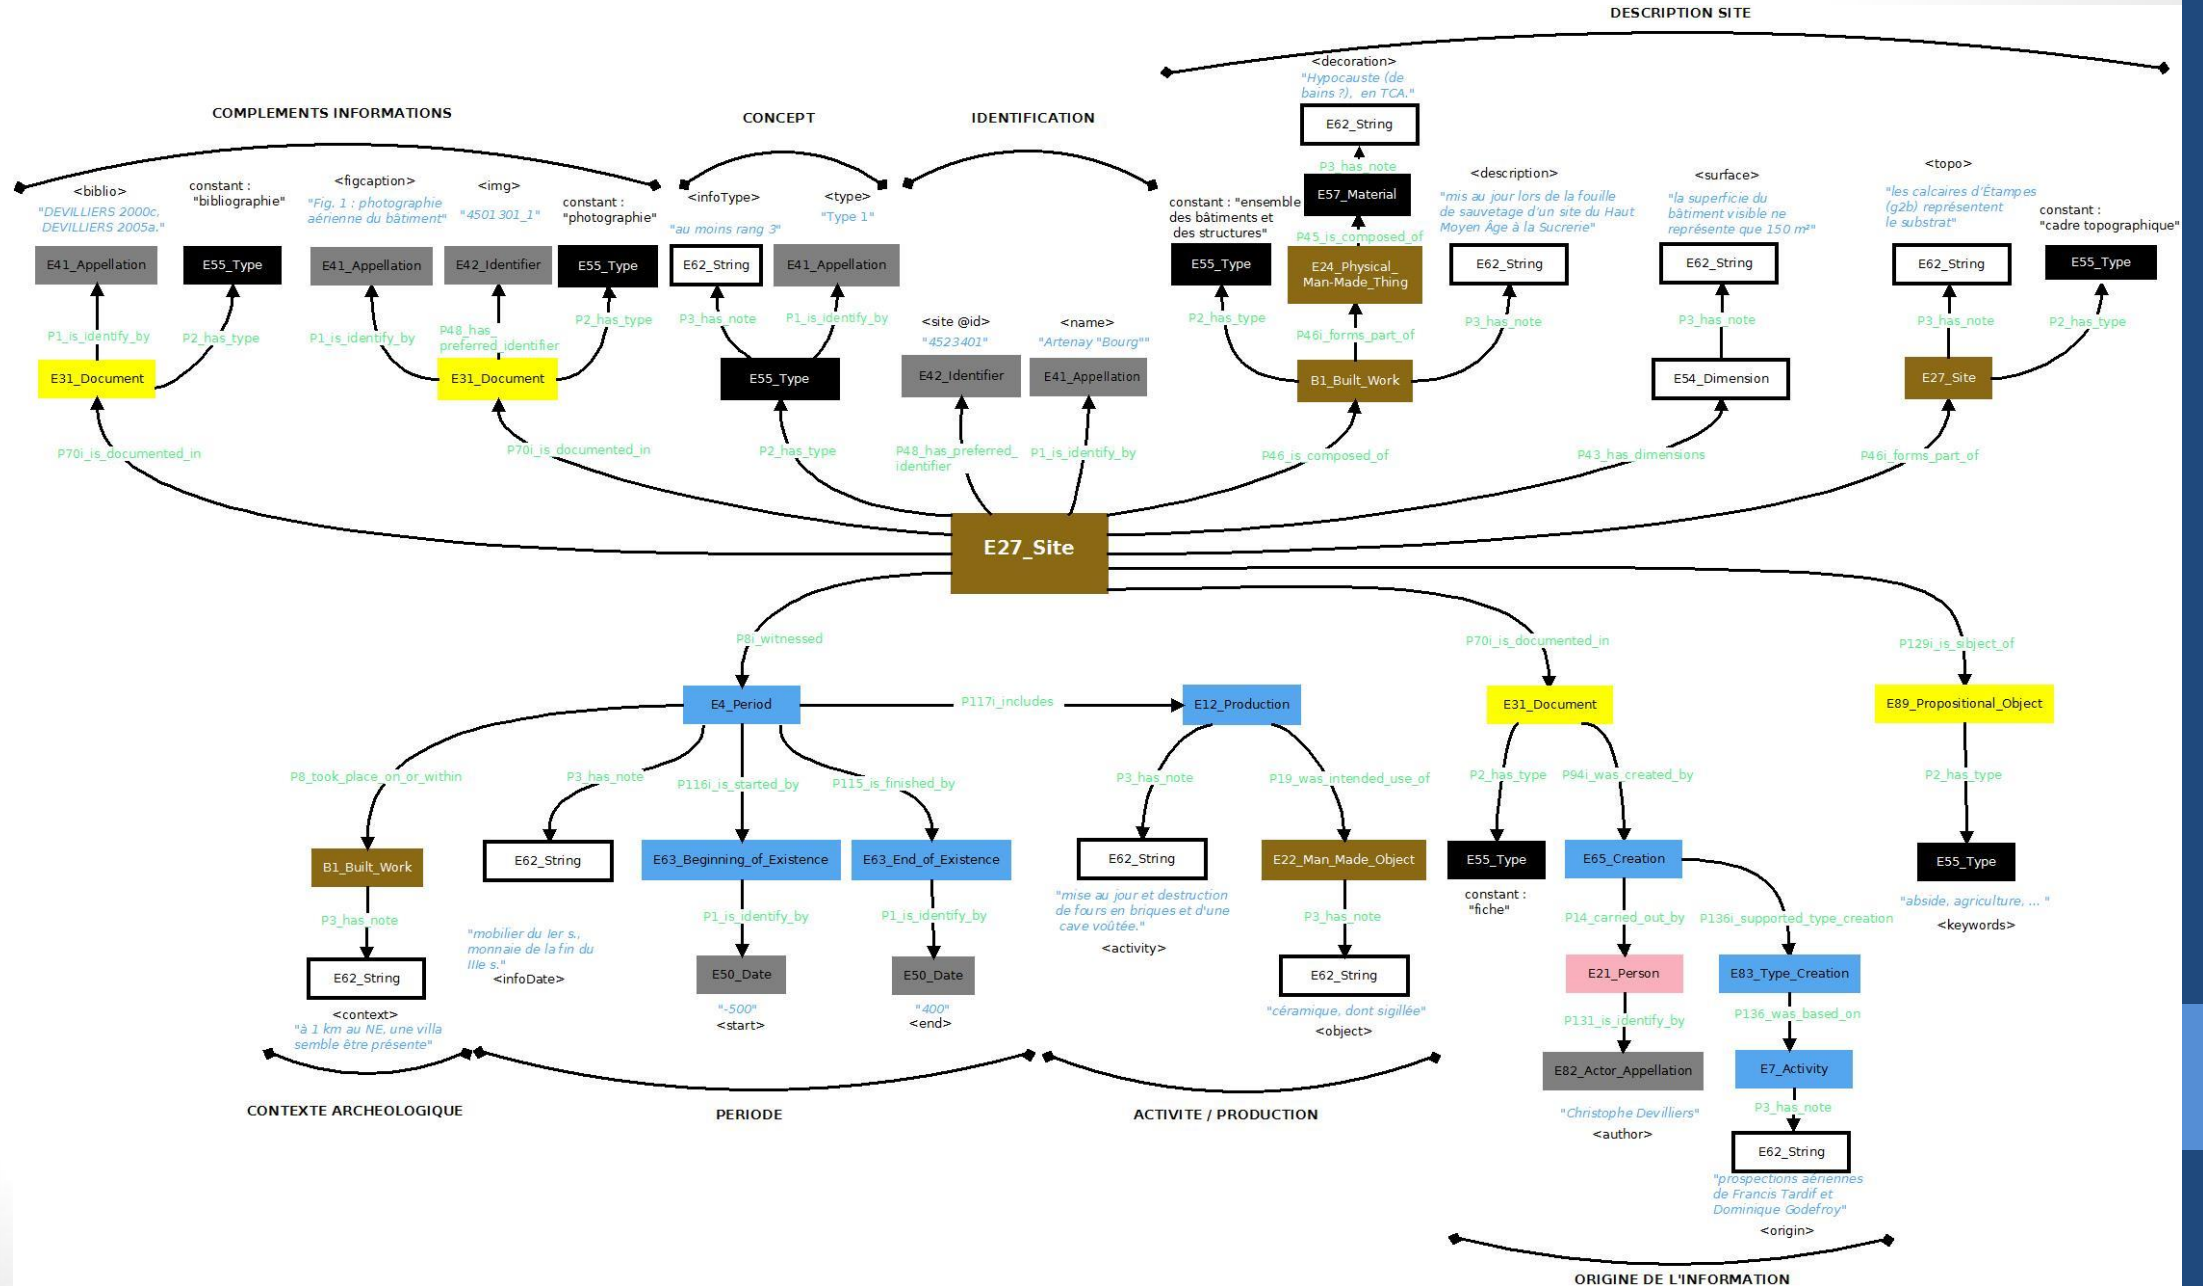 DESCRIPTION SITE
COMPLEMENTS INFORMATIONS
CONCEPT
IDENTIFICATION
<biblio>
"DEVILLIERS 2000c,
DEVILLIERS 2005a."
E41_Appellation
P1_is_identify_by
constant :
"bibliographie"
E55_Type
P2_has_type
E31_Document
P70i_is_documented_in
<figcaption>
"Fig. 1 : photographie
aérienne du bâtiment"
E41_Appellation
P1_is_identify_by
<img>
"4501 301_1"
E42_Identifier
P48_has_
preferred_identifier
constant :
"photographie"
E55_Type
P2_has_type
E31_Document
P70i_is_documented_in
<infoType>
"au moins rang 3"
E62_String
P3_has_note
<type>
"Type 1"
E41_Appellation
P1_is_identify_by
E55_Type
P2_has_type
<site @id>
"4523401"
E42_Identifier
P48_has_preferred_
identifier
<name>
"Artenay "Bourg""
E41_Appellation
P1_is_identify_by
<decoration>
"Hypocauste (de
bains ?), en TCA."
E62_String
P3_has_note
E57_Material
P45_is_composed_of
E24_Physical_
Man-Made_Thing
P46i_forms_part_of
constant : "ensemble
des bâtiments et
des structures"
E55_Type
P2_has_type
<description>
"mis au jour lors de la fouille
de sauvetage d'un site du Haut
Moyen Âge à la Sucrerie"
E62_String
P3_has_note
B1_Built_Work
P46_is_composed_of
<surface>
"la superficie du
bâtiment visible ne
représente que 150 m²"
E62_String
P3_has_note
E54_Dimension
P43_has_dimensions
<topo>
"les calcaires d'Étampes
(g2b) représentent
le substrat"
E62_String
P3_has_note
constant :
"cadre topographique"
E55_Type
P2_has_type
E27_Site
P46i_forms_part_of
E27_Site
P8i_witnessed
E4_Period
P117i_includes
E12_Production
P8_took_place_on_or_within
B1_Built_Work
P3_has_note
E62_String
<context>
"à 1 km au NE, une villa
semble être présente"
CONTEXTE ARCHEOLOGIQUE
P3_has_note
E62_String
"mobilier du Ier s.,
monnaie de la fin du
IIIe s."
<infoDate>
P116i_is_started_by
E63_Beginning_of_Existence
P1_is_identify_by
E50_Date
"-500"
<start>
P115_is_finished_by
E63_End_of_Existence
P1_is_identify_by
E50_Date
"400"
<end>
PERIODE
P3_has_note
E62_String
"mise au jour et destruction
de fours en briques et d'une
cave voûtée."
<activity>
P19_was_intended_use_of
E22_Man_Made_Object
P3_has_note
E62_String
"céramique, dont sigillée"
<object>
ACTIVITE / PRODUCTION
P70i_is_documented_in
E31_Document
P2_has_type
E55_Type
constant :
"fiche"
P94i_was_created_by
E65_Creation
P14_carried_out_by
E21_Person
P131_is_identify_by
E82_Actor_Appellation
"Christophe Devilliers"
<author>
P136i_supported_type_creation
E83_Type_Creation
P136_was_based_on
E7_Activity
P3_has_note
E62_String
"prospections aériennes
de Francis Tardif et
Dominique Godefroy"
<origin>
ORIGINE DE L'INFORMATION
P129i_is_sibject_of
E89_Propositional_Object
P2_has_type
E55_Type
"abside, agriculture, ... "
<keywords>